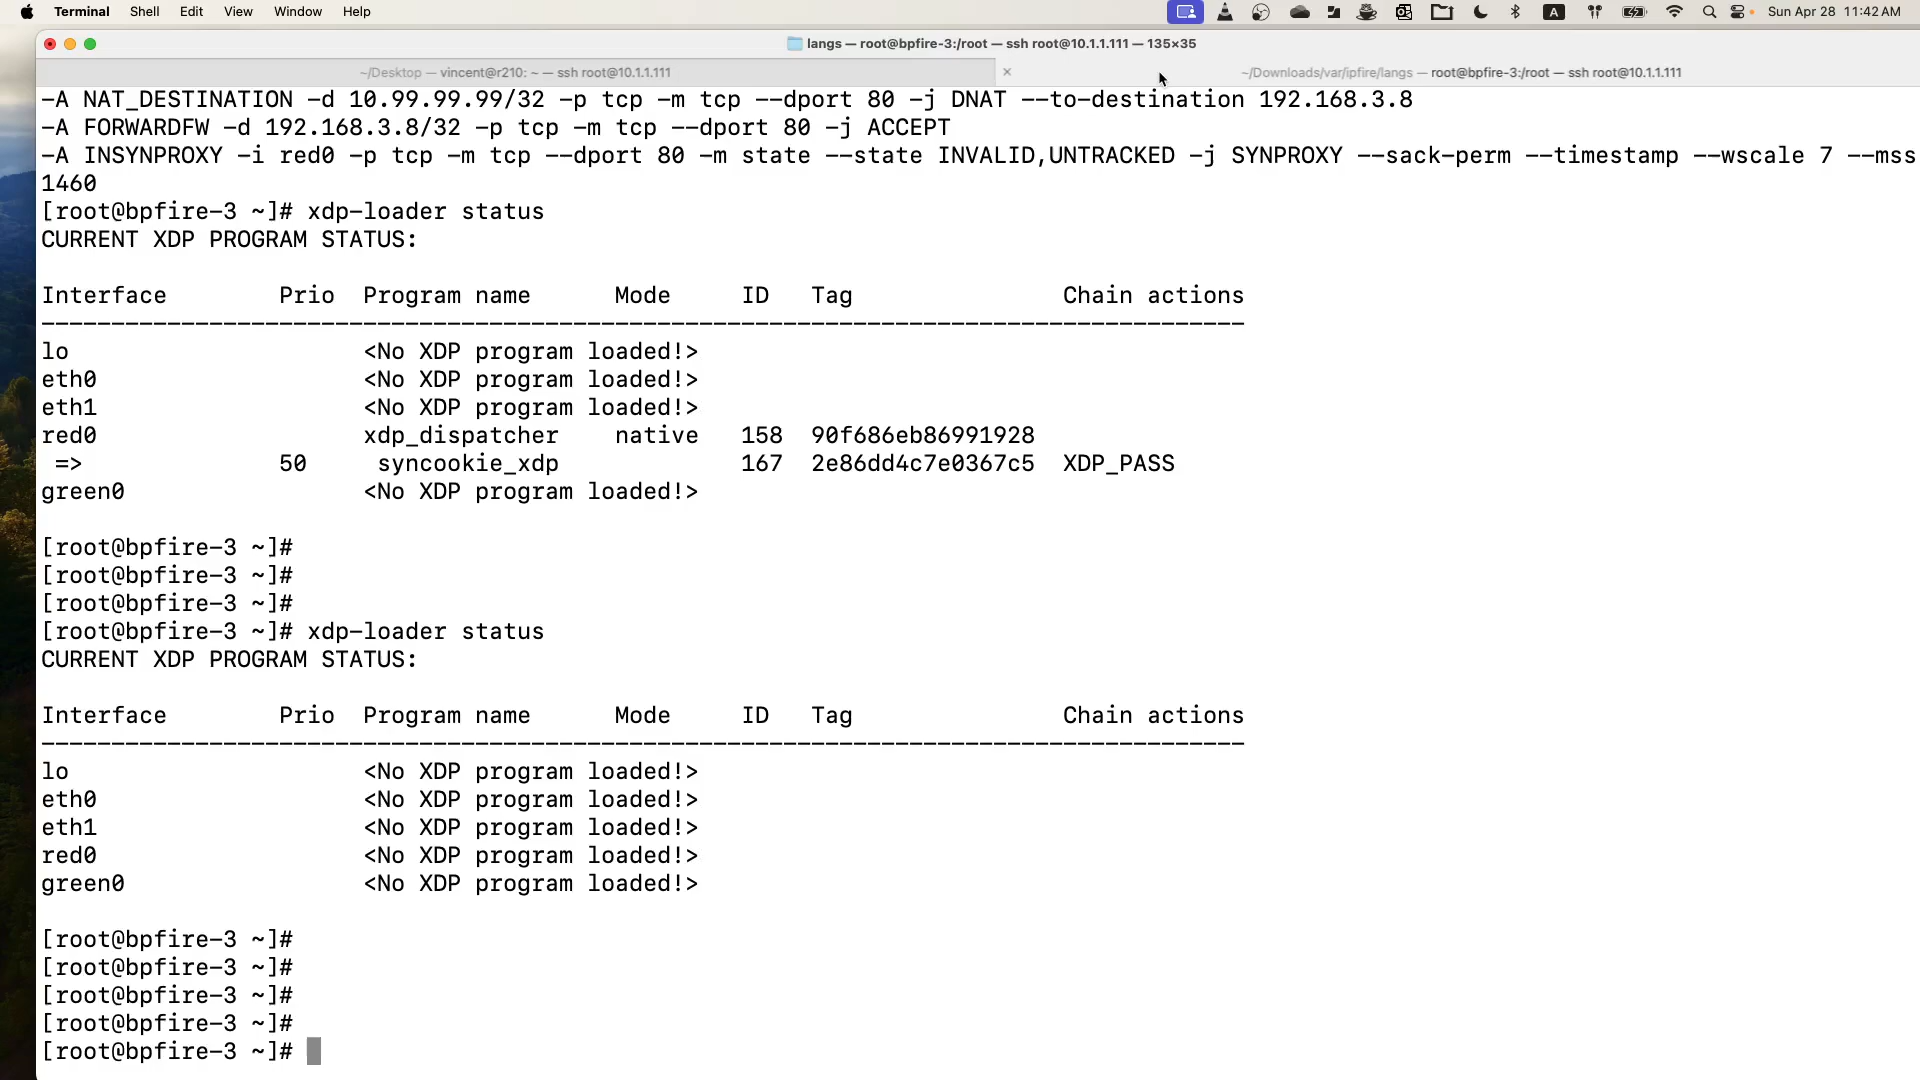 Terminal Shell Edit View Window Help A Sun Apr 28 11:42 AM
langs — root@bpfire-3:/root — ssh root@10.1.1.111 — 135×35
~/Desktop — vincent@r210: ~ — ssh root@10.1.1.111 ~/Downloads/var/ipfire/langs — root@bpfire-3:/root — ssh root@10.1.1.111
-A NAT_DESTINATION -d 10.99.99.99/32 -p tcp -m tcp --dport 80 -j DNAT --to-destination 192.168.3.8
-A FORWARDFW -d 192.168.3.8/32 -p tcp -m tcp --dport 80 -j ACCEPT
-A INSYNPROXY -i red0 -p tcp -m tcp --dport 80 -m state --state INVALID,UNTRACKED -j SYNPROXY --sack-perm --timestamp --wscale 7 --mss
1460
[root@bpfire-3 ~]# xdp-loader status
CURRENT XDP PROGRAM STATUS:
Interface Prio Program name Mode ID Tag Chain actions
--------------------------------------------------------------------------------------
lo <No XDP program loaded!>
eth0 <No XDP program loaded!>
eth1 <No XDP program loaded!>
red0 xdp_dispatcher native 158 90f686eb86991928
=> 50 syncookie_xdp 167 2e86dd4c7e0367c5 XDP_PASS
green0 <No XDP program loaded!>
[root@bpfire-3 ~]#
[root@bpfire-3 ~]#
[root@bpfire-3 ~]#
[root@bpfire-3 ~]# xdp-loader status
CURRENT XDP PROGRAM STATUS:
Interface Prio Program name Mode ID Tag Chain actions
--------------------------------------------------------------------------------------
lo <No XDP program loaded!>
eth0 <No XDP program loaded!>
eth1 <No XDP program loaded!>
red0 <No XDP program loaded!>
green0 <No XDP program loaded!>
[root@bpfire-3 ~]#
[root@bpfire-3 ~]#
[root@bpfire-3 ~]#
[root@bpfire-3 ~]#
[root@bpfire-3 ~]#